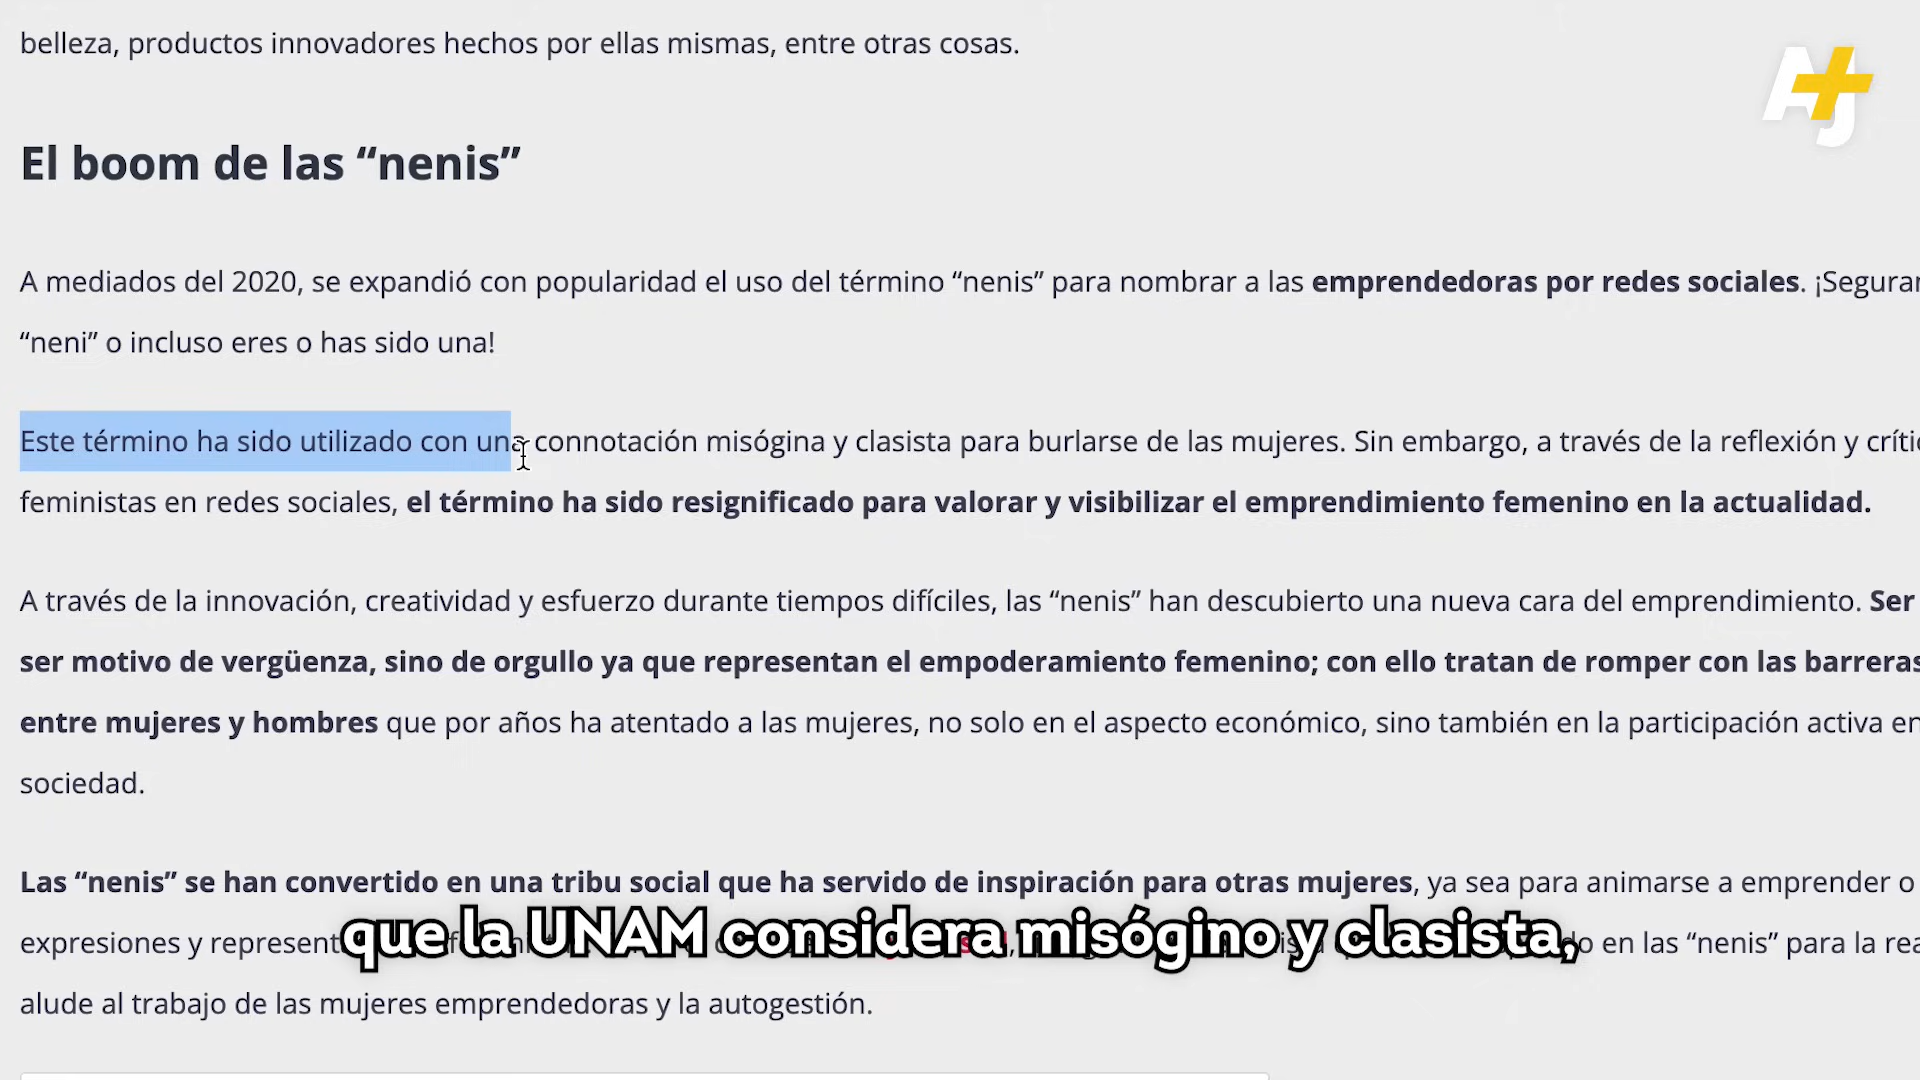 belleza, productos innovadores hechos por ellas mismas, entre otras cosas.
AJ+
El boom de las “nenis”
A mediados del 2020, se expandió con popularidad el uso del término “nenis” para nombrar a las emprendedoras por redes sociales.
“neni” o incluso eres o has sido una!
Este término ha sido utilizado con una connotación misógina y clasista para burlarse de las mujeres. Sin embargo, a través de la reflexión y
feministas en redes sociales, el término ha sido resignificado para valorar y visibilizar el emprendimiento femenino en la actualidad.
A través de la innovación, creatividad y esfuerzo durante tiempos difíciles, las “nenis” han descubierto una nueva cara del emprendimiento. Ser
ser motivo de vergüenza, sino de orgullo ya que representan el empoderamiento femenino; con ello tratan de romper con las barreras
entre mujeres y hombres que por años ha atentado a las mujeres, no solo en el aspecto económico, sino también en la participación activa en
sociedad.
Las “nenis” se han convertido en una tribu social que ha servido de inspiración para otras mujeres, ya sea para animarse a emprender o
expresiones y en las “nenis” para la
que la UNAM considera misógino y clasista,
alude al trabajo de las mujeres emprendedoras y la autogestión.